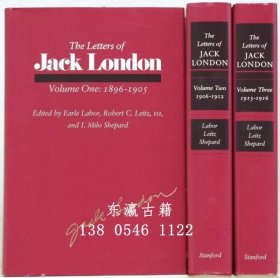 The Letters of
Jack London
Volume One: 1896-1905
Edited by Earle Labor, Robert C. Leitz, III,
and I. Milo Shepard
Jack London
东瀛古籍
138 0546 1122
The Letters
of
JACK
LONDON
Volume Two
1906-1912
Labor
Leitz
Shepard
Stanford
The Letters
of
JACK
LONDON
Volume Three
1913-1916
Labor
Leitz
Shepard
Stanford